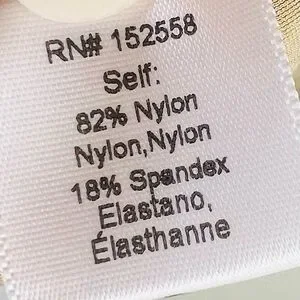 RN# 152558
Self:
82% Nylon
Nylon,Nylon
18% Spandex
Elastano,
Élasthanne